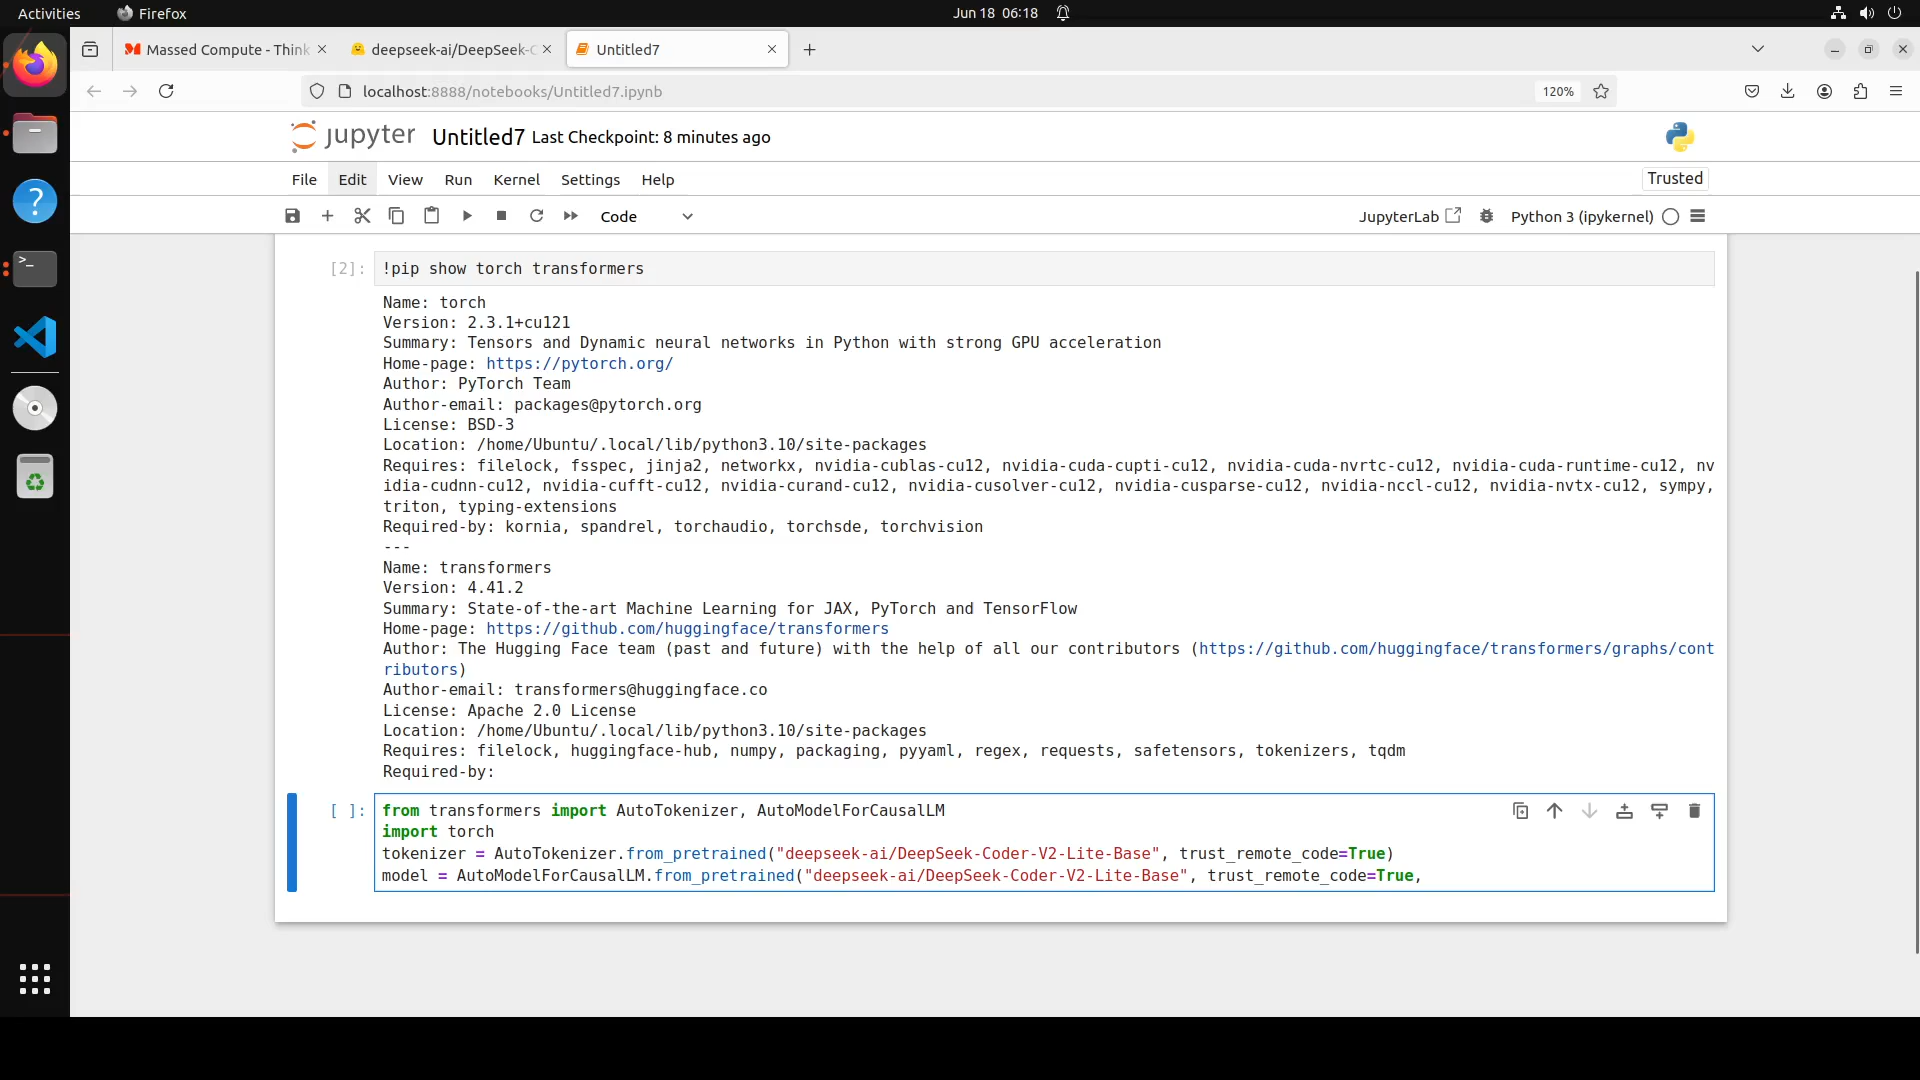 Activities
Firefox
Jun 18 06:18
Massed Compute - Think
deepseek-ai/DeepSeek-C
Untitled7
localhost:8888/notebooks/Untitled7.ipynb
120%
jupyter
Untitled7
Last Checkpoint: 8 minutes ago
File
Edit
View
Run
Kernel
Settings
Help
Trusted
Code
JupyterLab
Python 3 (ipykernel)
[2]:
!pip show torch transformers
Name: torch
Version: 2.3.1+cu121
Summary: Tensors and Dynamic neural networks in Python with strong GPU acceleration
Home-page: https://pytorch.org/
Author: PyTorch Team
Author-email: packages@pytorch.org
License: BSD-3
Location: /home/Ubuntu/.local/lib/python3.10/site-packages
Requires: filelock, fsspec, jinja2, networkx, nvidia-cublas-cu12, nvidia-cuda-cupti-cu12, nvidia-cuda-nvrtc-cu12, nvidia-cuda-runtime-cu12, nv
idia-cudnn-cu12, nvidia-cufft-cu12, nvidia-curand-cu12, nvidia-cusolver-cu12, nvidia-cusparse-cu12, nvidia-nccl-cu12, nvidia-nvtx-cu12, sympy,
triton, typing-extensions
Required-by: kornia, spandrel, torchaudio, torchsde, torchvision
---
Name: transformers
Version: 4.41.2
Summary: State-of-the-art Machine Learning for JAX, PyTorch and TensorFlow
Home-page: https://github.com/huggingface/transformers
Author: The Hugging Face team (past and future) with the help of all our contributors (https://github.com/huggingface/transformers/graphs/cont
ributors)
Author-email: transformers@huggingface.co
License: Apache 2.0 License
Location: /home/Ubuntu/.local/lib/python3.10/site-packages
Requires: filelock, huggingface-hub, numpy, packaging, pyyaml, regex, requests, safetensors, tokenizers, tqdm
Required-by:
[ ]:
from transformers import AutoTokenizer, AutoModelForCausalLM
import torch
tokenizer = AutoTokenizer.from_pretrained("deepseek-ai/DeepSeek-Coder-V2-Lite-Base", trust_remote_code=True)
model = AutoModelForCausalLM.from_pretrained("deepseek-ai/DeepSeek-Coder-V2-Lite-Base", trust_remote_code=True,